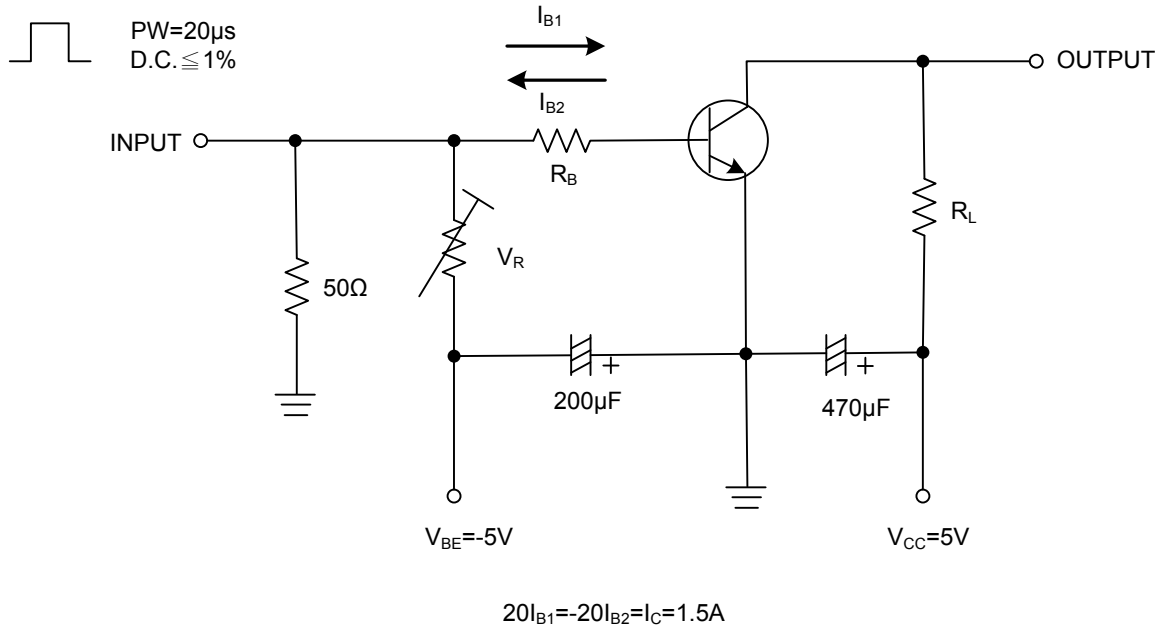 PW=20μs
D.C.≦1%
I_B1
I_B2
INPUT
OUTPUT
R_B
V_R
R_L
50Ω
+
200μF
+
470μF
V_BE=-5V
V_CC=5V
20I_B1=-20I_B2=I_C=1.5A